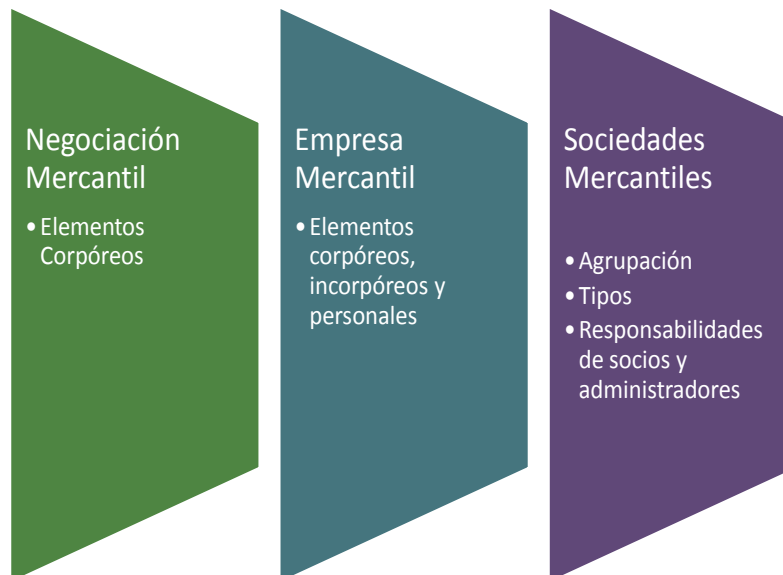 Negociación
Mercantil
• Elementos
Corpóreos
Empresa
Mercantil
• Elementos
corpóreos,
incorpóreos y
personales
Sociedades
Mercantiles
• Agrupación
• Tipos
• Responsabilidades
de socios y
administradores